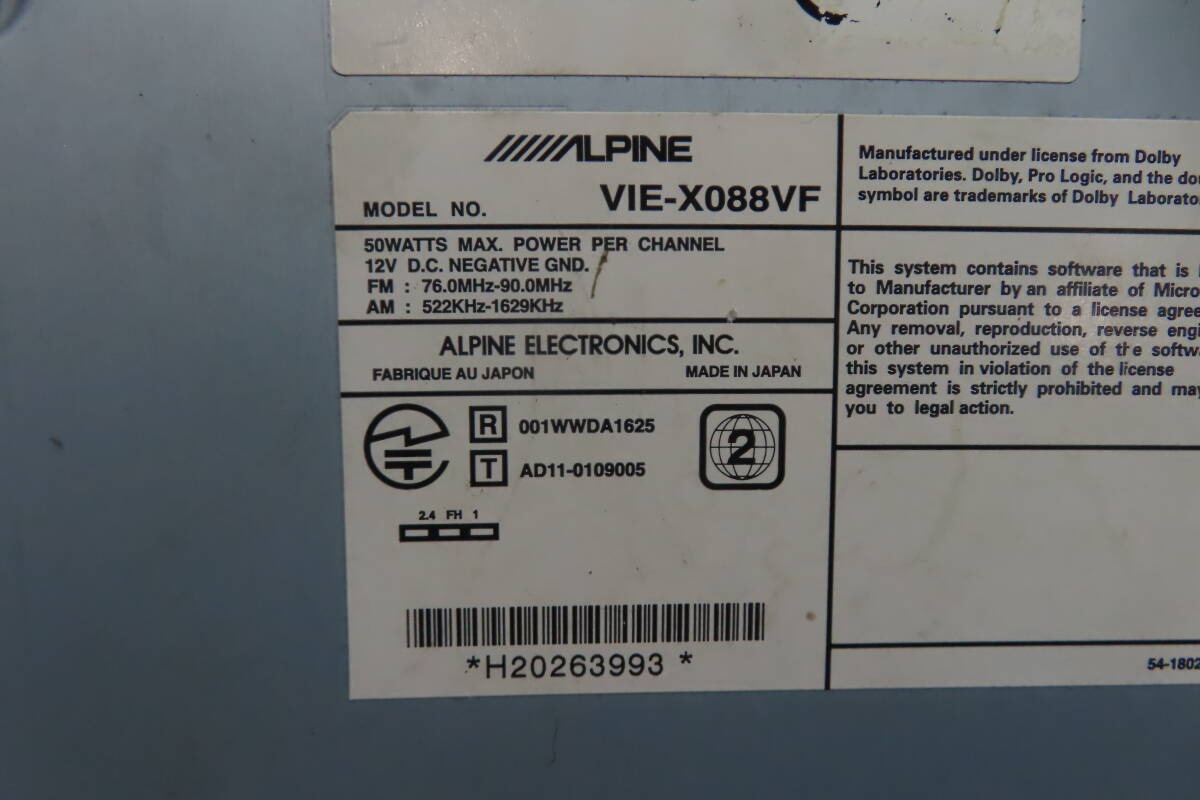 ALPINE
MODEL NO. VIE-X088VF
50WATTS MAX. POWER PER CHANNEL
12V D.C. NEGATIVE GND.
FM : 76.0MHz-90.0MHz
AM : 522KHz-1629KHz
ALPINE ELECTRONICS, INC.
FABRIQUE AU JAPON MADE IN JAPAN
R 001WWDA1625
T AD11-0109005
2
2.4 FH 1
*H20263993*
Manufactured under license from Dolby
Laboratories. Dolby, Pro Logic, and the
symbol are trademarks of Dolby
This system contains software that is
to Manufacturer by an affiliate of
Corporation pursuant to a license
Any removal, reproduction, reverse
or other unauthorized use of the
this system in violation of the license
agreement is strictly prohibited and may
you to legal action.
54-1802